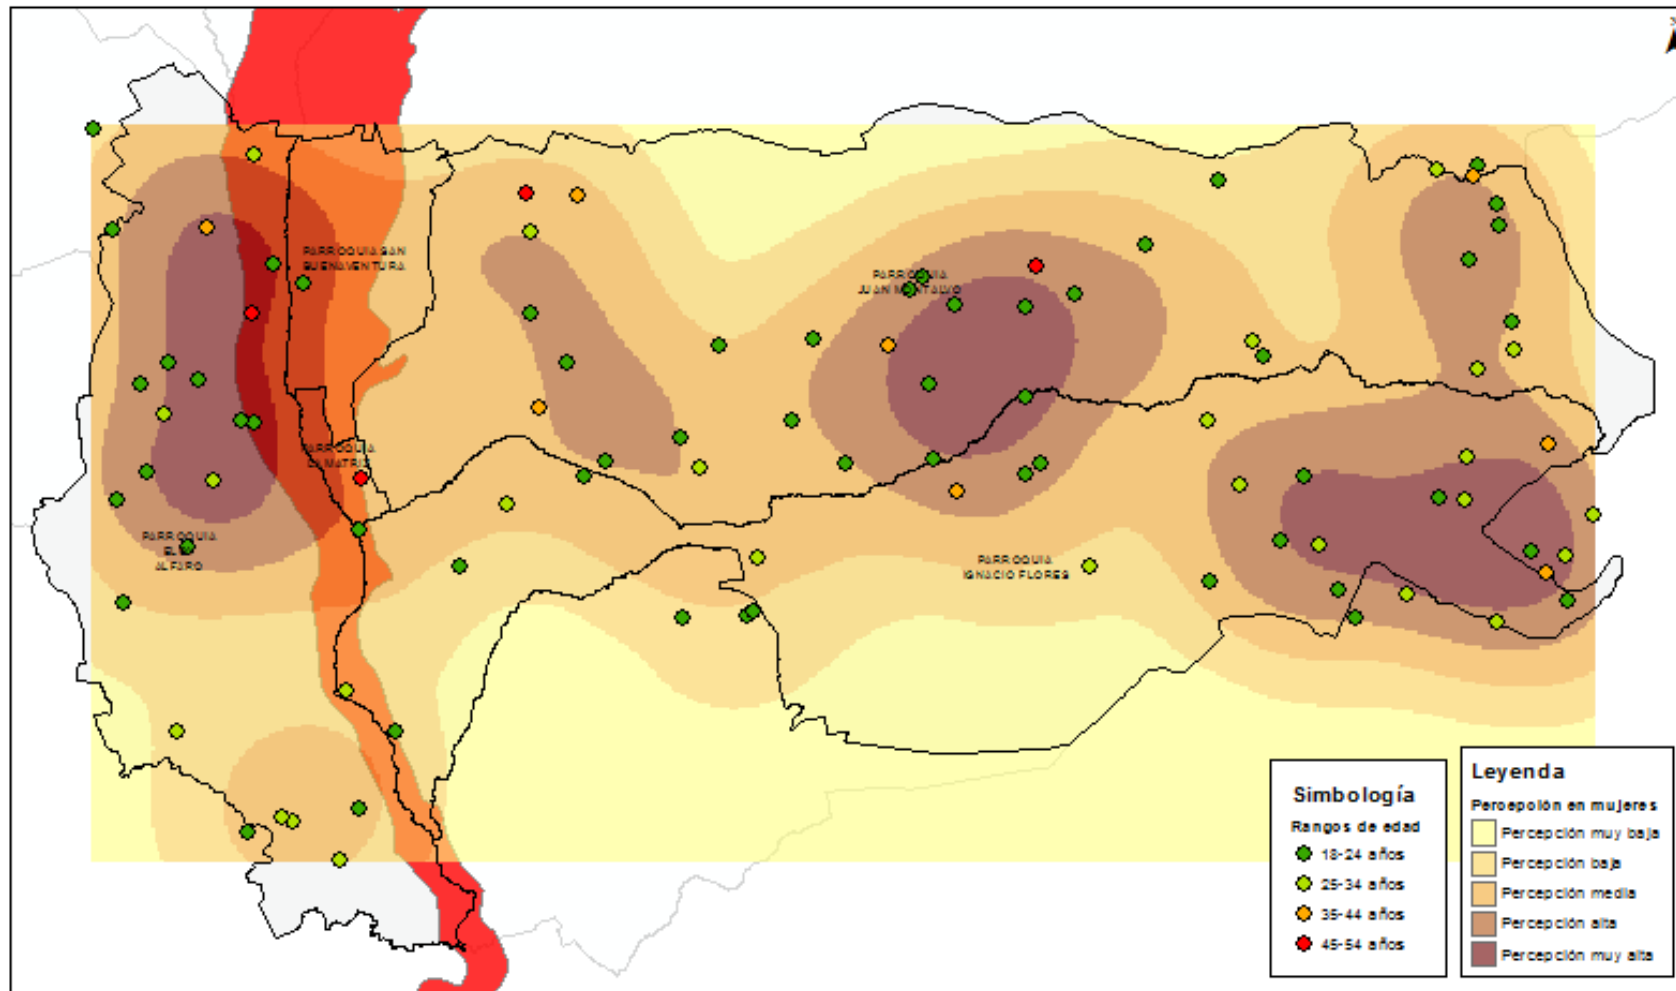 PARROQUIA SAN
BUENAVENTURA
PARROQUIA
JUAN MONTALVO
PARROQUIA
LA MATRIZ
PARROQUIA
ELOY
ALFARO
PARROQUIA
IGNACIO FLORES
Simbología
Rangos de edad
18-24 años
25-34 años
35-44 años
45-54 años
Leyenda
Percepción en mujeres
Percepción muy baja
Percepción baja
Percepción media
Percepción alta
Percepción muy alta